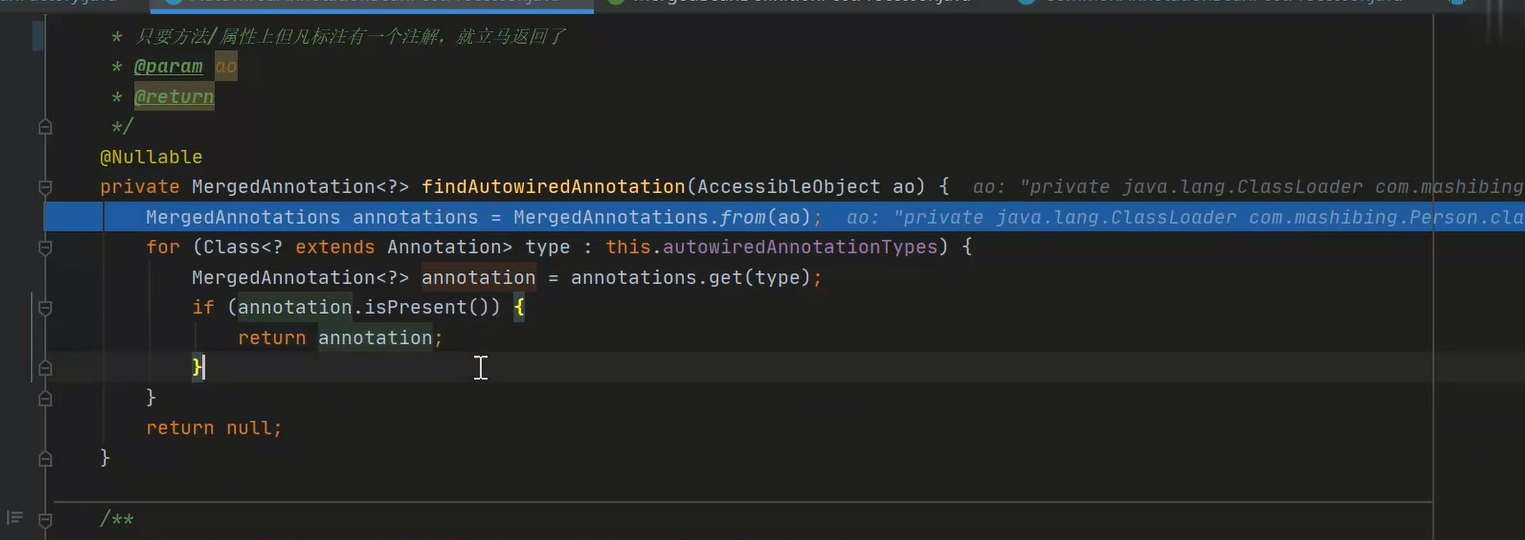 * 只要方法/属性上但凡标注有一个注解，就立马返回了
* @param ao
* @return
*/
@Nullable
private MergedAnnotation<?> findAutowiredAnnotation(AccessibleObject ao) { ao: "private java.lang.ClassLoader com.mashibing
MergedAnnotations annotations = MergedAnnotations.from(ao); ao: "private java.lang.ClassLoader com.mashibing.Person.cla
for (Class<? extends Annotation> type : this.autowiredAnnotationTypes) {
MergedAnnotation<?> annotation = annotations.get(type);
if (annotation.isPresent()) {
return annotation;
}
}
return null;
}
/**